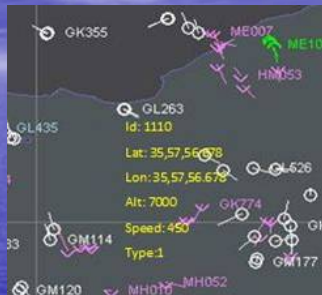 GK355
ME007
ME10
HM053
GL263
GL435
Id: 1110
Lat: 35,57,56.678
GL526
Lon: 35,57,56.678
Alt: 7000
GK774
Speed: 450
GM114
Type:1
GM177
MH052
GM120
MH010